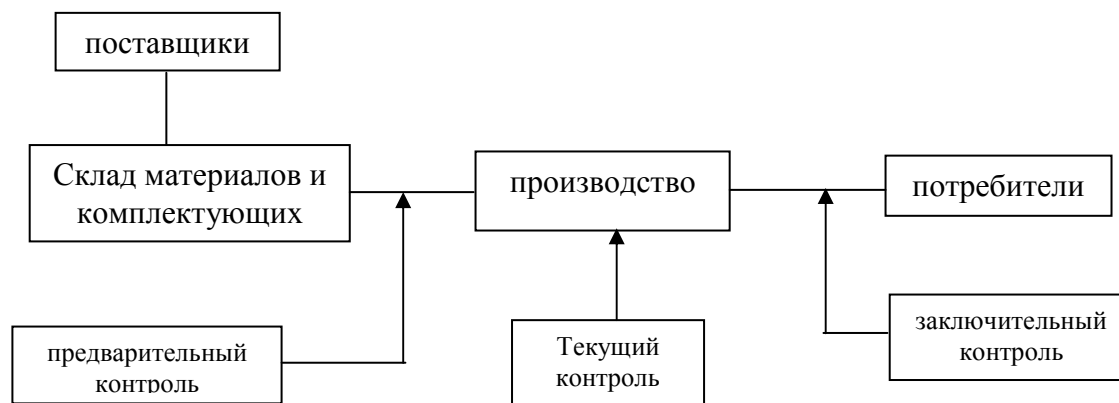 поставщики
Склад материалов и
комплектующих
производство
потребители
предварительный
контроль
Текущий
контроль
заключительный
контроль